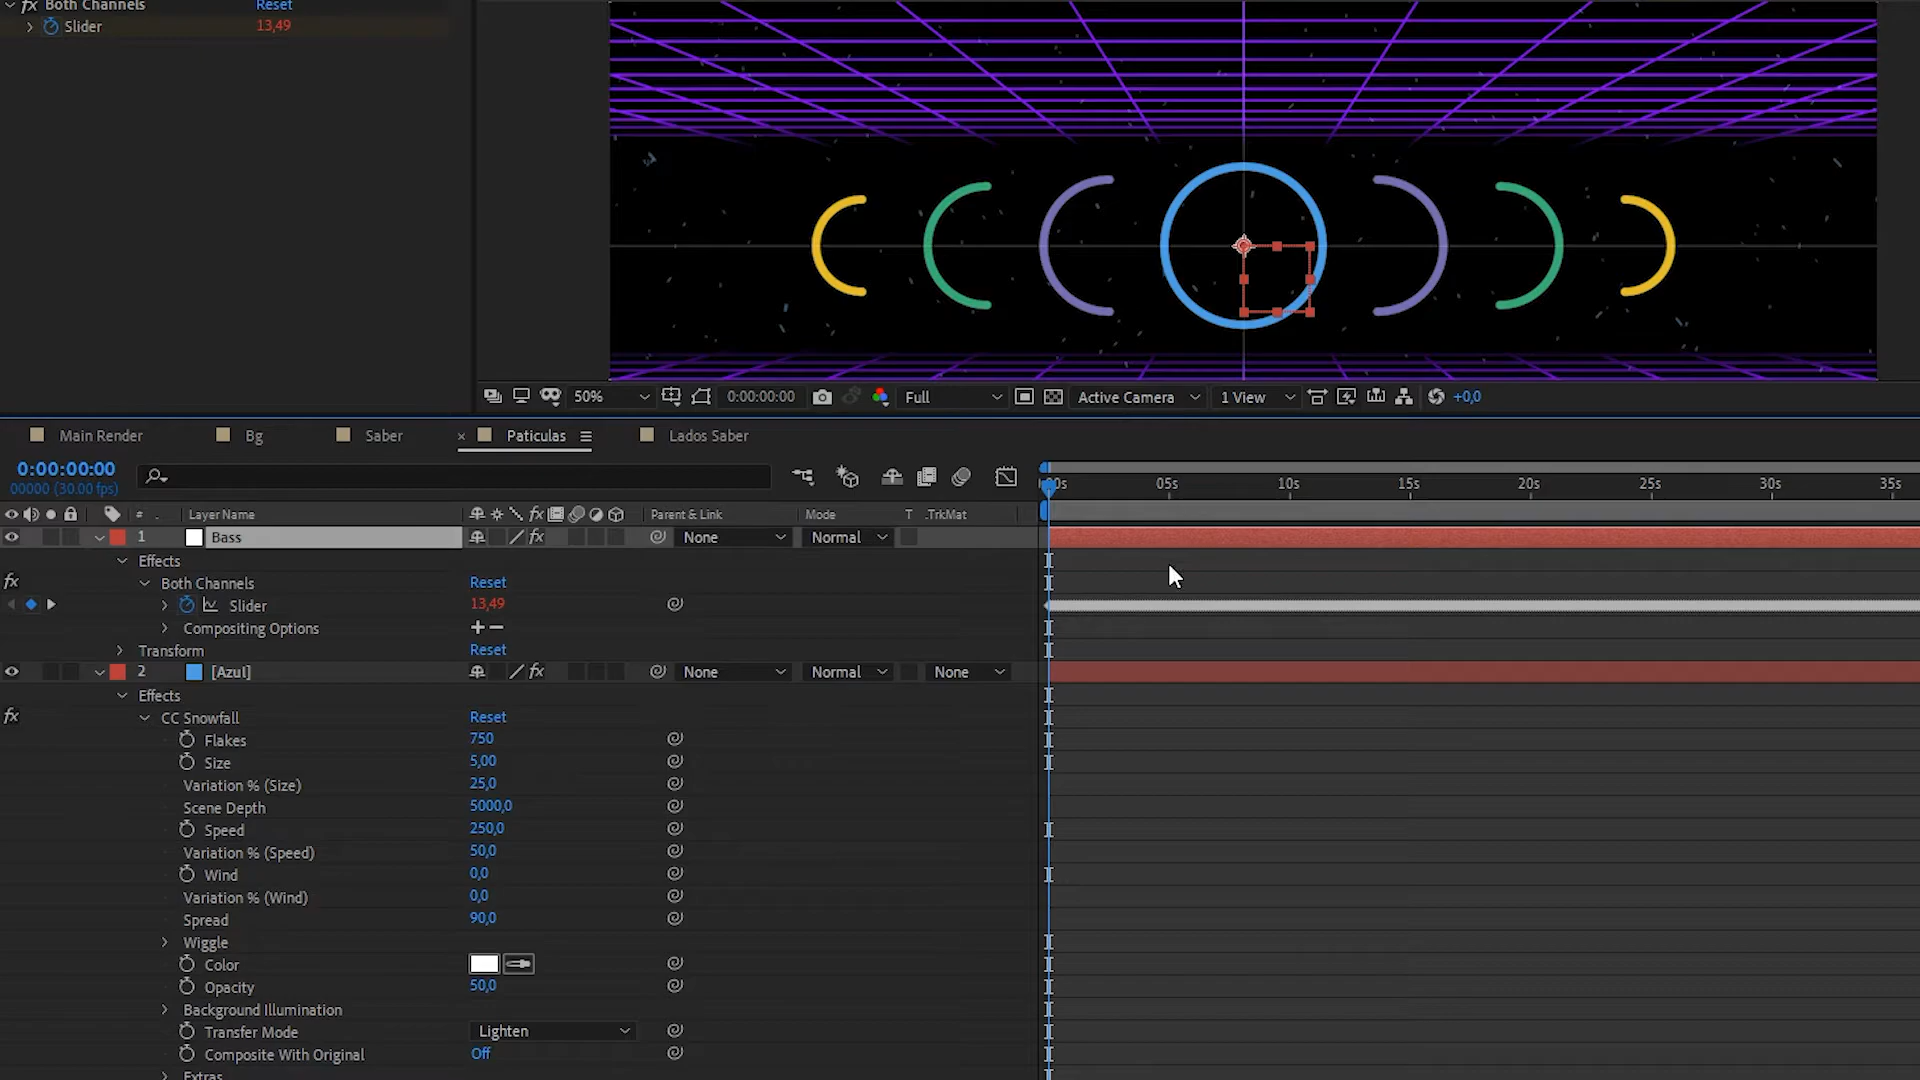 fx Both Channels Reset
Slider 13,49
50% 0:00:00:00 Full Active Camera 1 View +0,0
Main Render Bg Saber × Paticulas Lados Saber
0:00:00:00
00000 (30.00 fps)
:00s 05s 10s 15s 20s 25s 30s 35s
# Layer Name fx Parent & Link Mode T .TrkMat
1 Bass fx None Normal
Effects
fx Both Channels Reset
Slider 13,49
Compositing Options +−
Transform Reset
2 [Azul] fx None Normal None
Effects
fx CC Snowfall Reset
Flakes 750
Size 5,00
Variation % (Size) 25,0
Scene Depth 5000,0
Speed 250,0
Variation % (Speed) 50,0
Wind 0,0
Variation % (Wind) 0,0
Spread 90,0
Wiggle
Color
Opacity 50,0
Background Illumination
Transfer Mode Lighten
Composite With Original Off
Extras